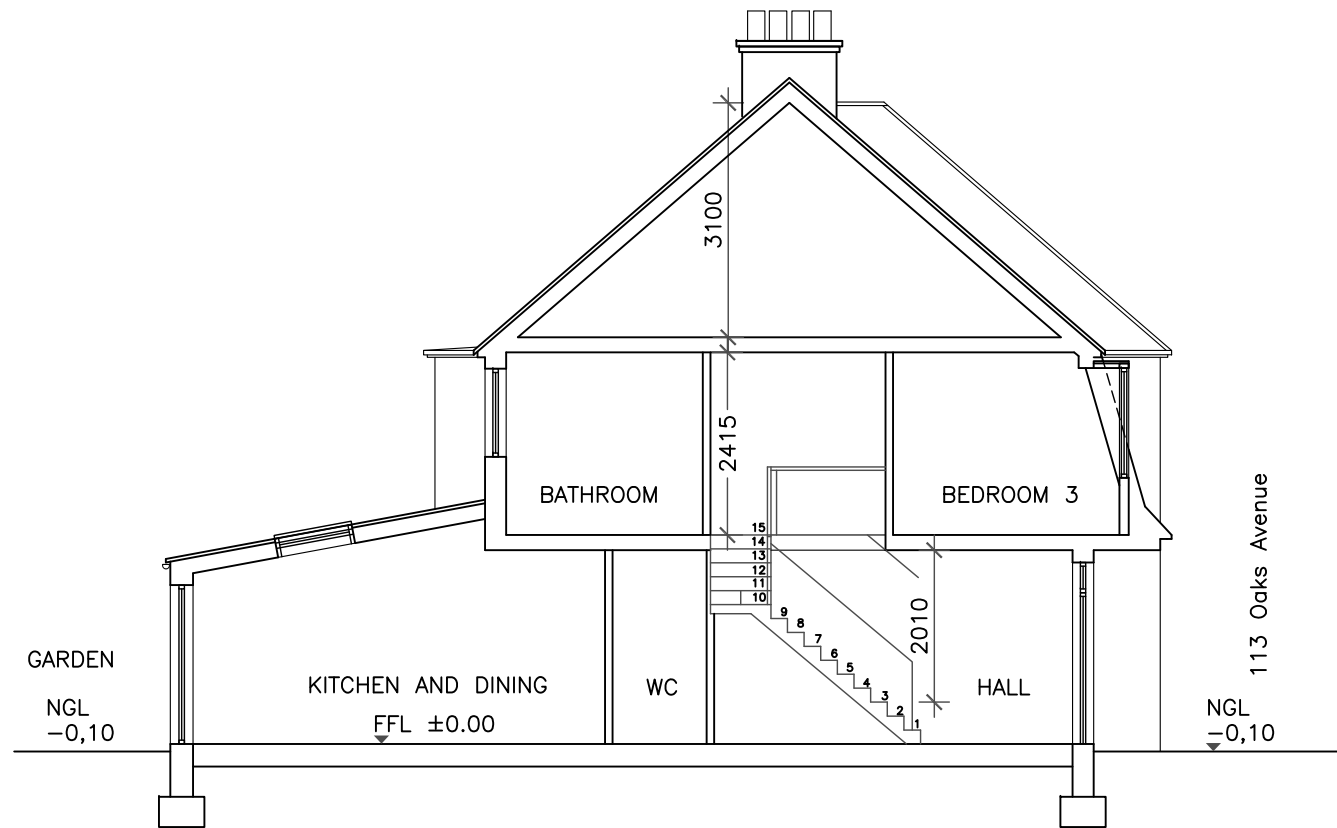 3100
2415
BATHROOM
BEDROOM 3
15
14
13
12
11
10
9
8
7
6
5
4
3
2
1
2010
113 Oaks Avenue
GARDEN
NGL
-0,10
KITCHEN AND DINING
FFL ±0.00
WC
HALL
NGL
-0,10